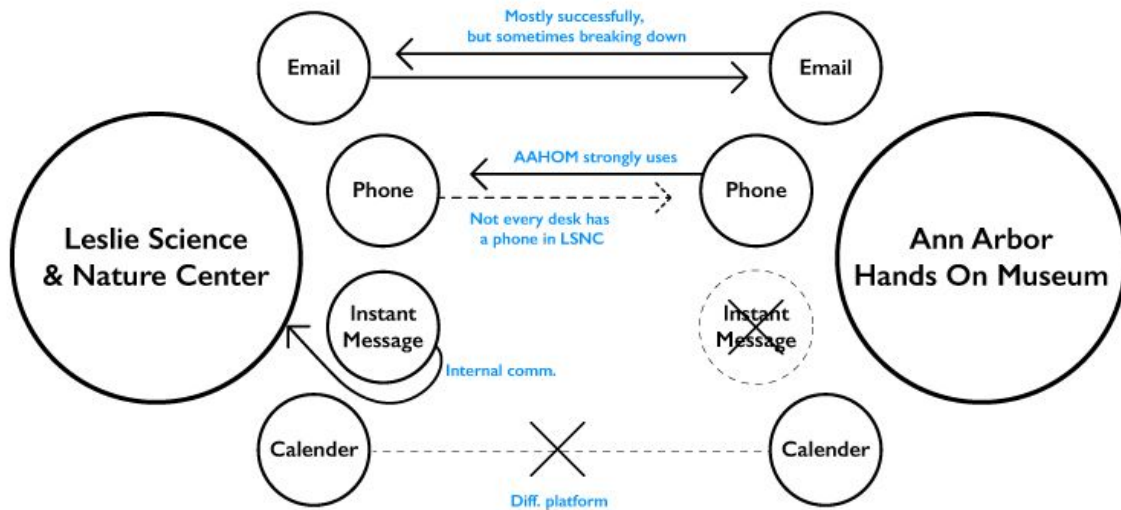 Mostly successfully,
but sometimes breaking down
Email
Email
AAHOM strongly uses
Phone
Phone
Not every desk has
a phone in LSNC
Leslie Science
& Nature Center
Ann Arbor
Hands On Museum
Instant
Message
Instant
Message
Internal comm.
Calender
Calender
Diff. platform